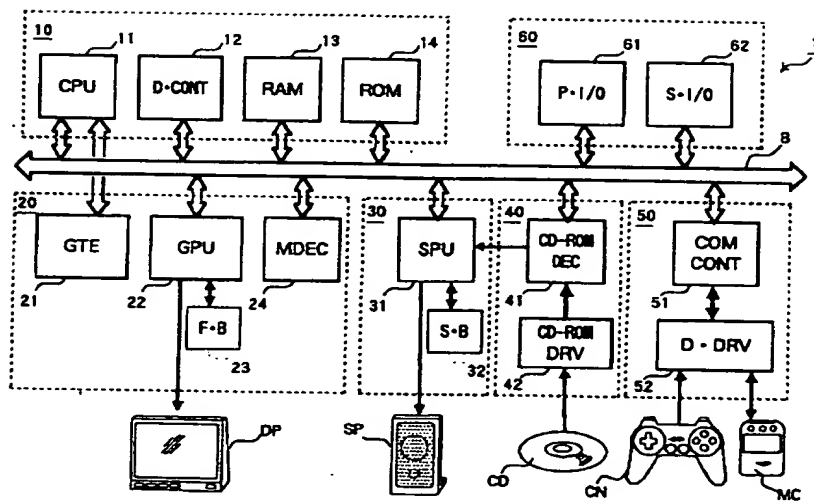 10
11
12
13
14
60
61
62
CPU
D·CONT
RAM
ROM
P·I/O
S·I/O
8
20
30
40
50
GTE
GPU
MDEC
SPU
CD-ROM
DEC
COM
CONT
21
22
24
31
41
51
F·B
23
S·B
32
CD-ROM
DRV
42
D·DRV
52
DP
SP
CD
CN
MC